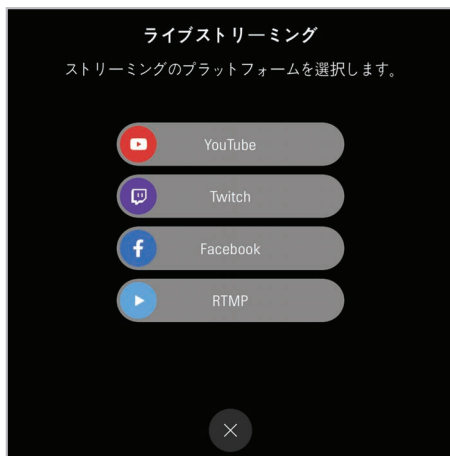 ライブストリーミング
ストリーミングのプラットフォームを選択します。
YouTube
Twitch
Facebook
RTMP